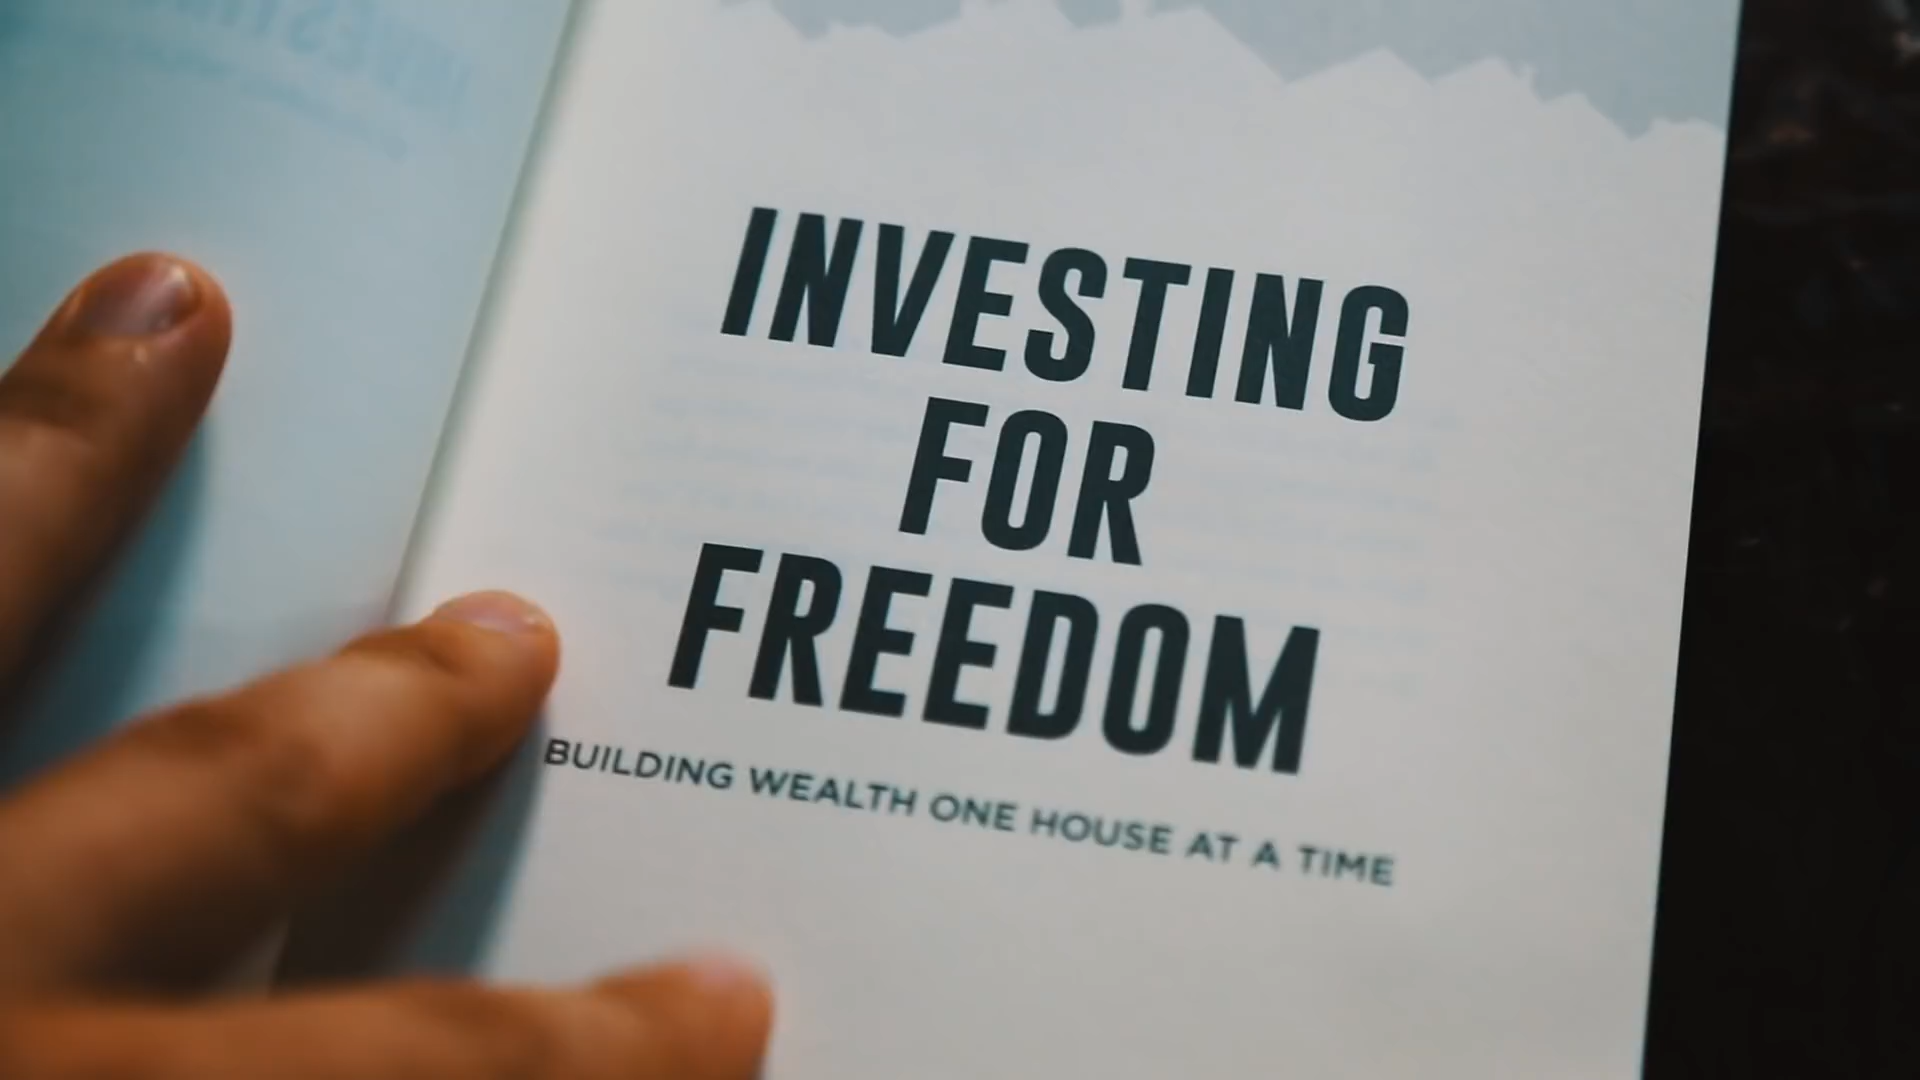 INVESTING
FOR
FREEDOM
BUILDING WEALTH ONE HOUSE AT A TIME